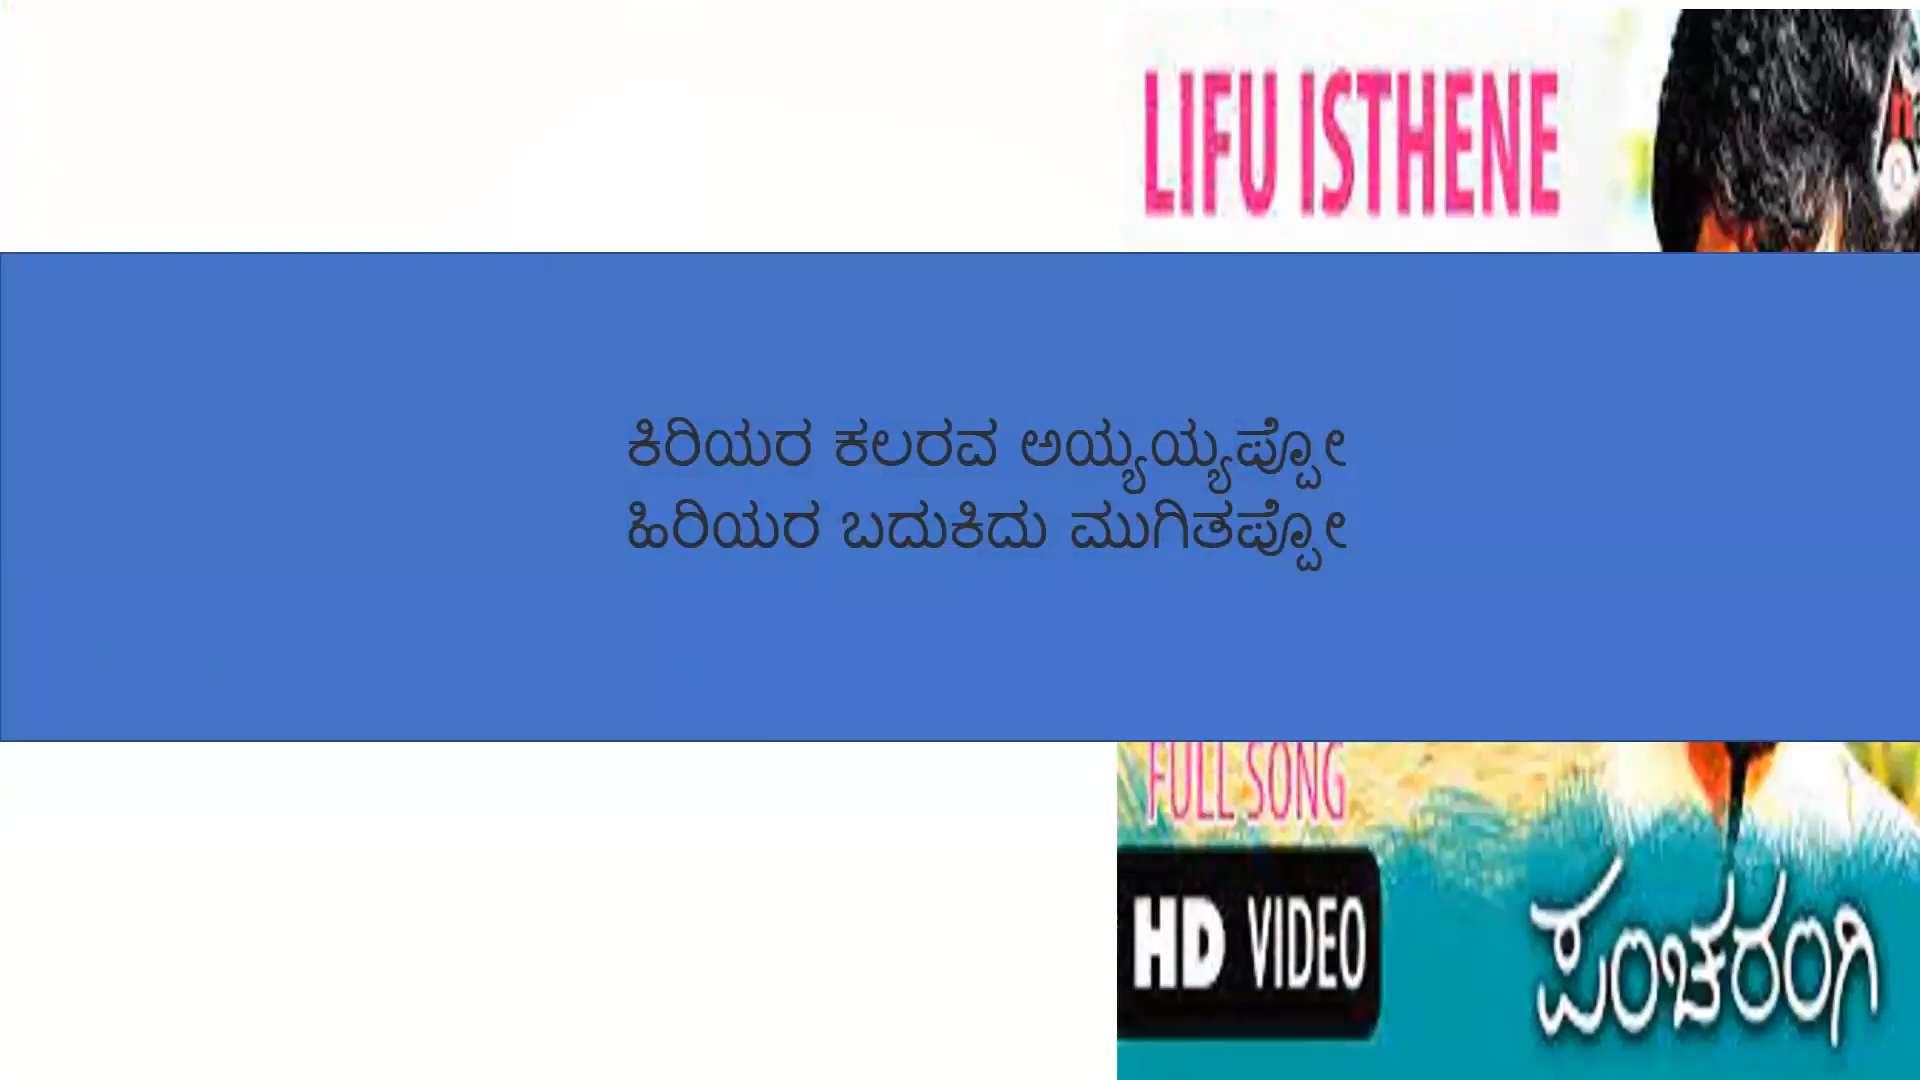 LIFU ISTHENE
ಕಿರಿಯರ ಕಲರವ ಅಯ್ಯಯ್ಯಪ್ಪೋ
ಹಿರಿಯರ ಬದುಕಿದು ಮುಗಿತಪ್ಪೋ
FULL SONG
HD VIDEO
ಪಂಚರಂಗಿ